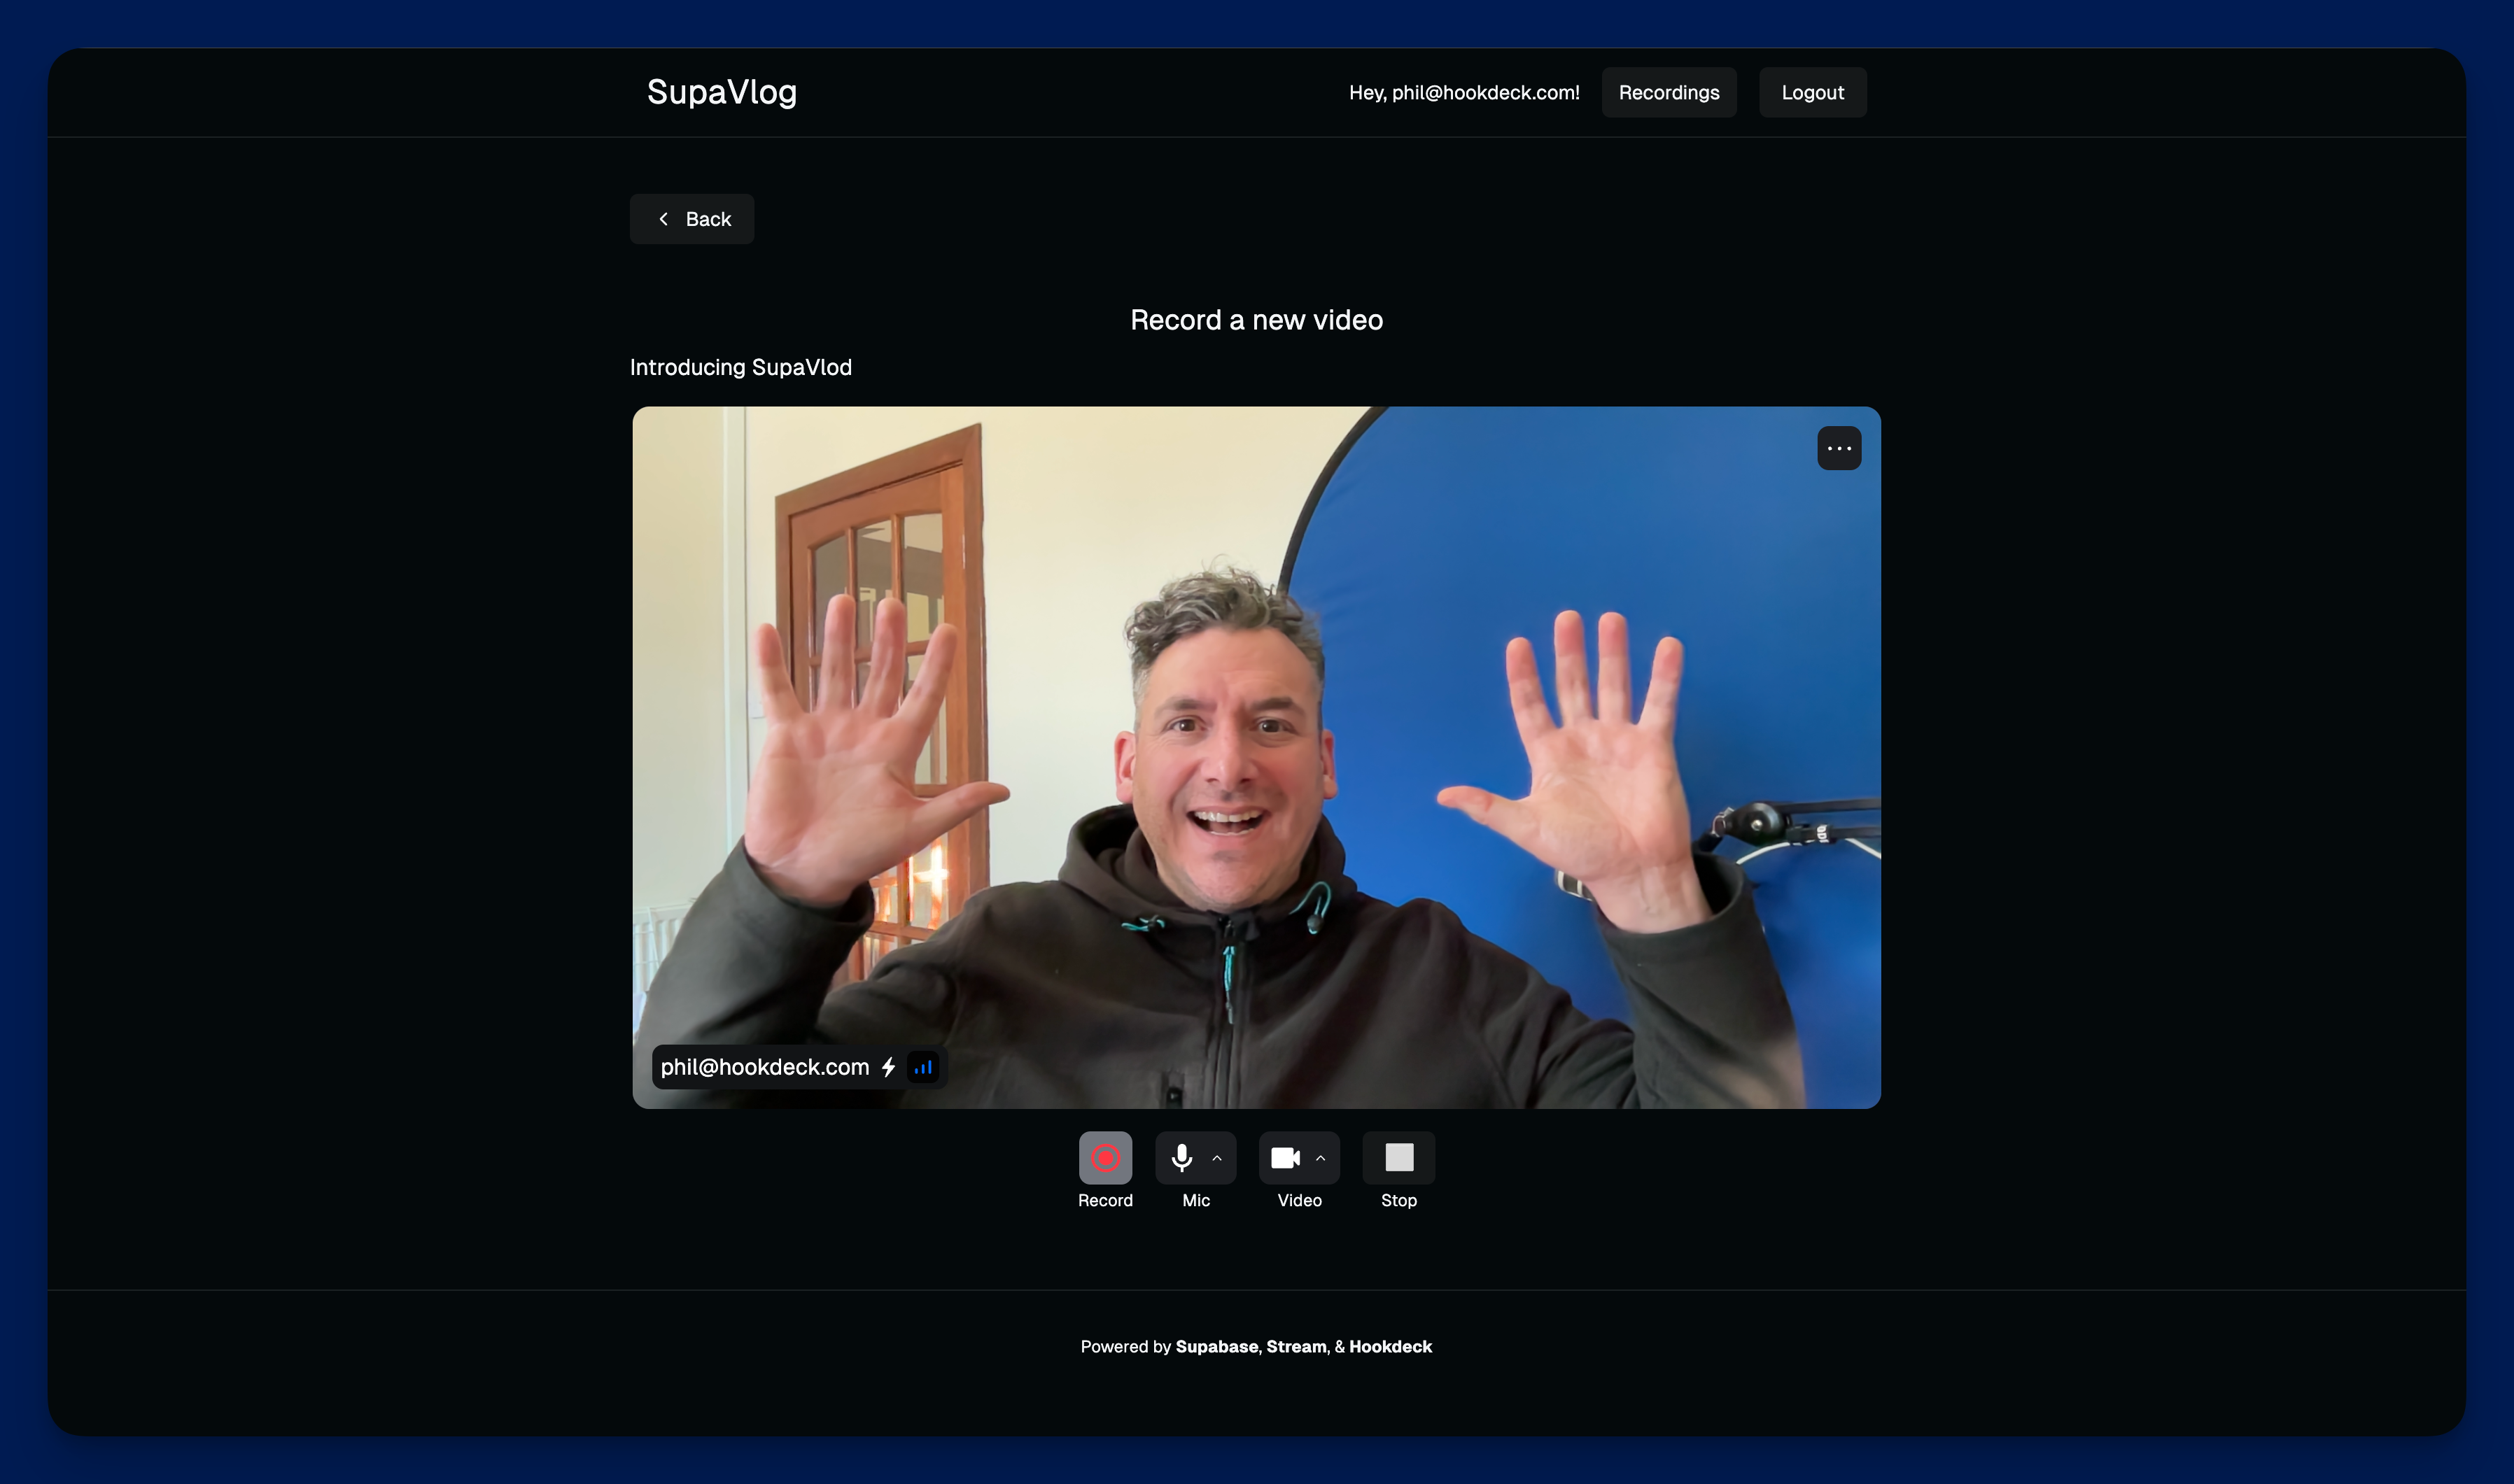 SupaVlog
Hey, phil@hookdeck.com!
Recordings
Logout
Back
Record a new video
Introducing SupaVlod
phil@hookdeck.com
Record
Mic
Video
Stop
Powered by Supabase, Stream, & Hookdeck